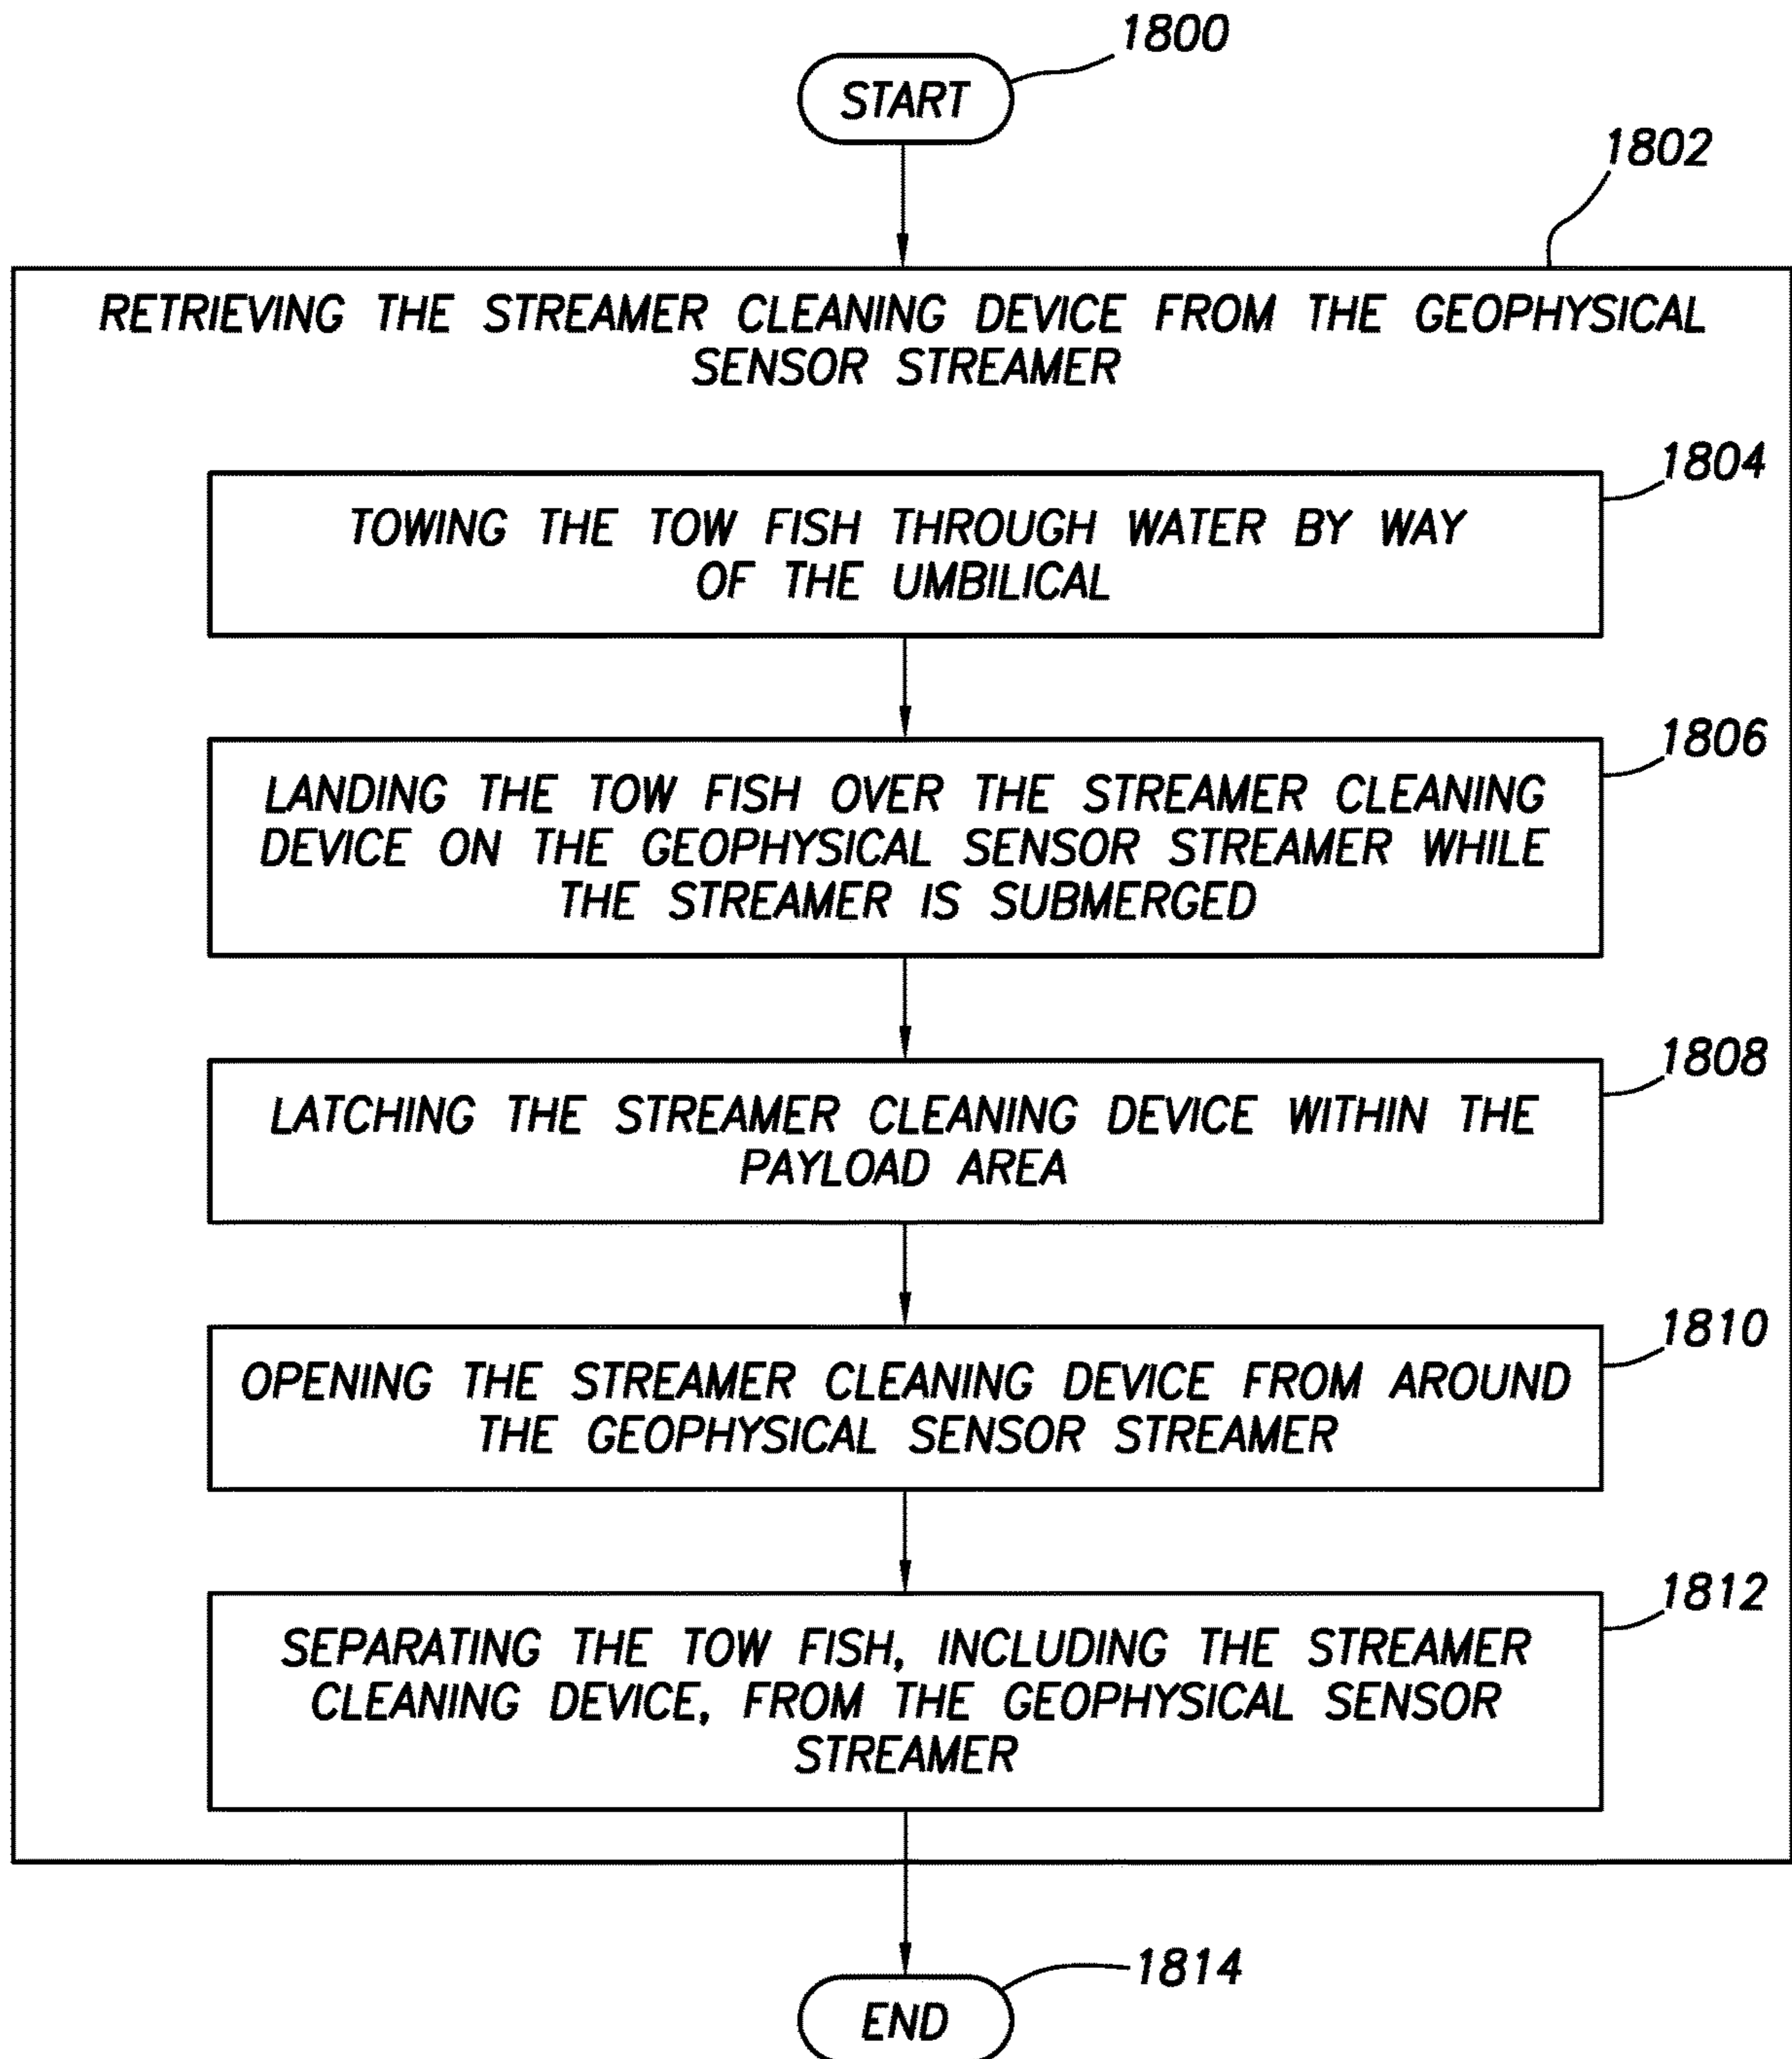 1800
START
1802
RETRIEVING THE STREAMER CLEANING DEVICE FROM THE GEOPHYSICAL
SENSOR STREAMER
1804
TOWING THE TOW FISH THROUGH WATER BY WAY
OF THE UMBILICAL
1806
LANDING THE TOW FISH OVER THE STREAMER CLEANING
DEVICE ON THE GEOPHYSICAL SENSOR STREAMER WHILE
THE STREAMER IS SUBMERGED
1808
LATCHING THE STREAMER CLEANING DEVICE WITHIN THE
PAYLOAD AREA
1810
OPENING THE STREAMER CLEANING DEVICE FROM AROUND
THE GEOPHYSICAL SENSOR STREAMER
1812
SEPARATING THE TOW FISH, INCLUDING THE STREAMER
CLEANING DEVICE, FROM THE GEOPHYSICAL SENSOR
STREAMER
1814
END